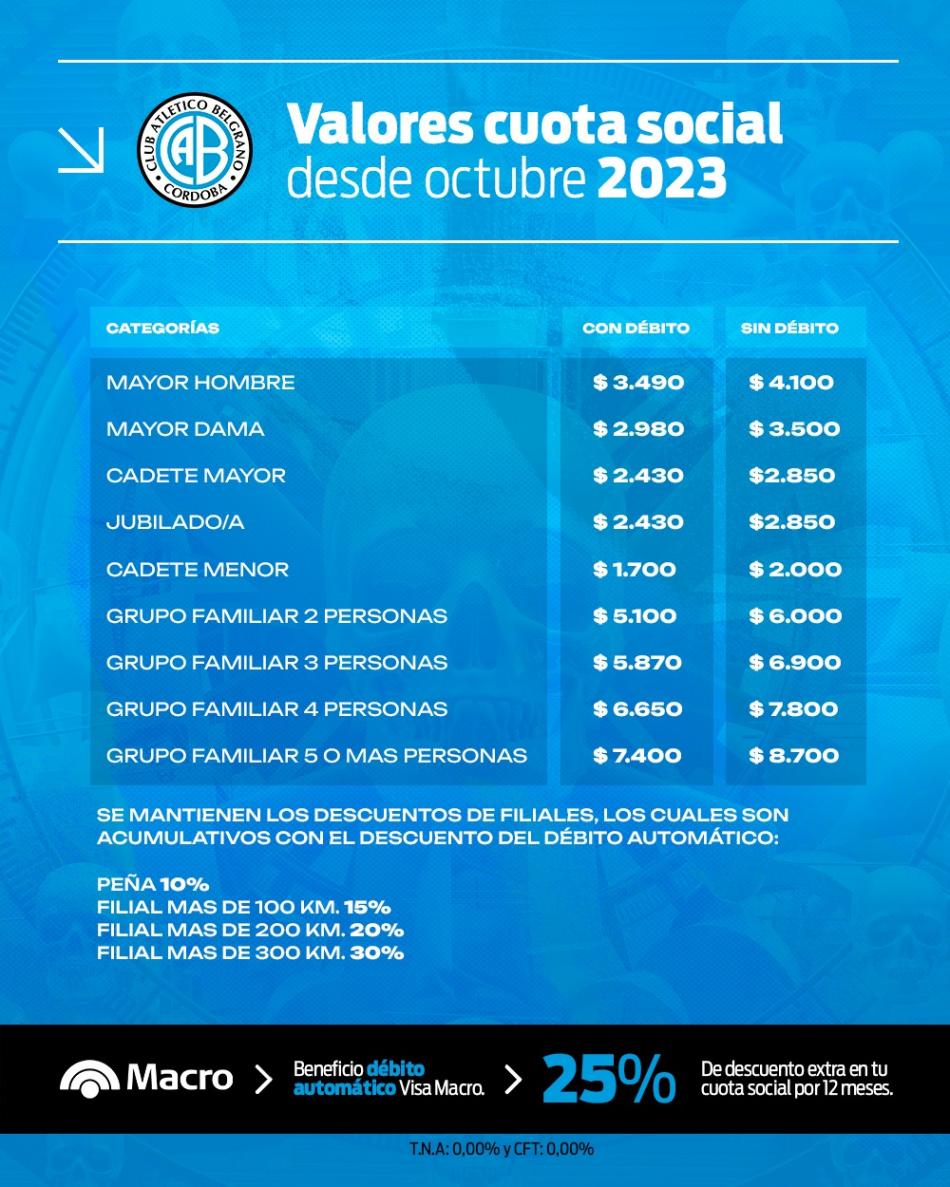 CLUB ATLETICO BELGRANO
CAB
• CORDOBA •
Valores cuota social
desde octubre 2023
CATEGORÍAS CON DÉBITO SIN DÉBITO
MAYOR HOMBRE $ 3.490 $ 4.100
MAYOR DAMA $ 2.980 $ 3.500
CADETE MAYOR $ 2.430 $2.850
JUBILADO/A $ 2.430 $2.850
CADETE MENOR $ 1.700 $ 2.000
GRUPO FAMILIAR 2 PERSONAS $ 5.100 $ 6.000
GRUPO FAMILIAR 3 PERSONAS $ 5.870 $ 6.900
GRUPO FAMILIAR 4 PERSONAS $ 6.650 $ 7.800
GRUPO FAMILIAR 5 O MAS PERSONAS $ 7.400 $ 8.700
SE MANTIENEN LOS DESCUENTOS DE FILIALES, LOS CUALES SON
ACUMULATIVOS CON EL DESCUENTO DEL DÉBITO AUTOMÁTICO:
PEÑA 10%
FILIAL MAS DE 100 KM. 15%
FILIAL MAS DE 200 KM. 20%
FILIAL MAS DE 300 KM. 30%
Macro
Beneficio débito
automático Visa Macro.
25%
De descuento extra en tu
cuota social por 12 meses.
T.N.A: 0,00% y CFT: 0,00%